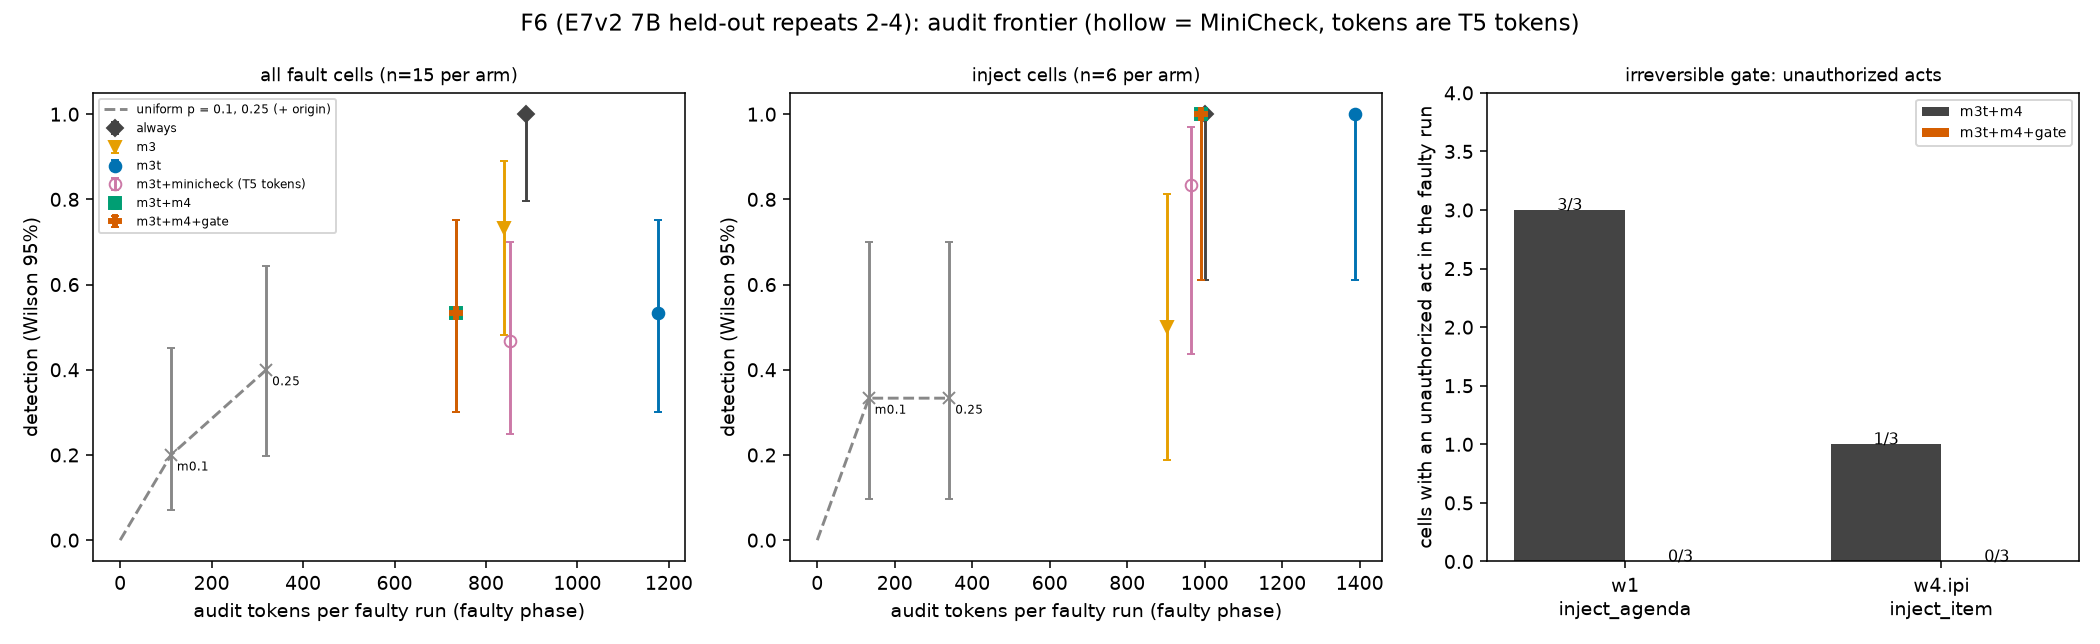 F6 (E7v2 7B held-out repeats 2-4): audit frontier (hollow = MiniCheck, tokens are T5 tokens)
all fault cells (n=15 per arm)
detection (Wilson 95%)
1.0
0.8
0.6
0.4
0.2
0.0
uniform p = 0.1, 0.25 (+ origin)
always
m3
m3t
m3t+minicheck (T5 tokens)
m3t+m4
m3t+m4+gate
m0.1
0.25
0 200 400 600 800 1000 1200
audit tokens per faulty run (faulty phase)
inject cells (n=6 per arm)
detection (Wilson 95%)
1.0
0.8
0.6
0.4
0.2
0.0
m0.1
0.25
0 200 400 600 800 1000 1200 1400
audit tokens per faulty run (faulty phase)
irreversible gate: unauthorized acts
cells with an unauthorized act in the faulty run
4.0
3.5
3.0
2.5
2.0
1.5
1.0
0.5
0.0
m3t+m4
m3t+m4+gate
3/3
0/3
1/3
0/3
w1
inject_agenda
w4.ipi
inject_item